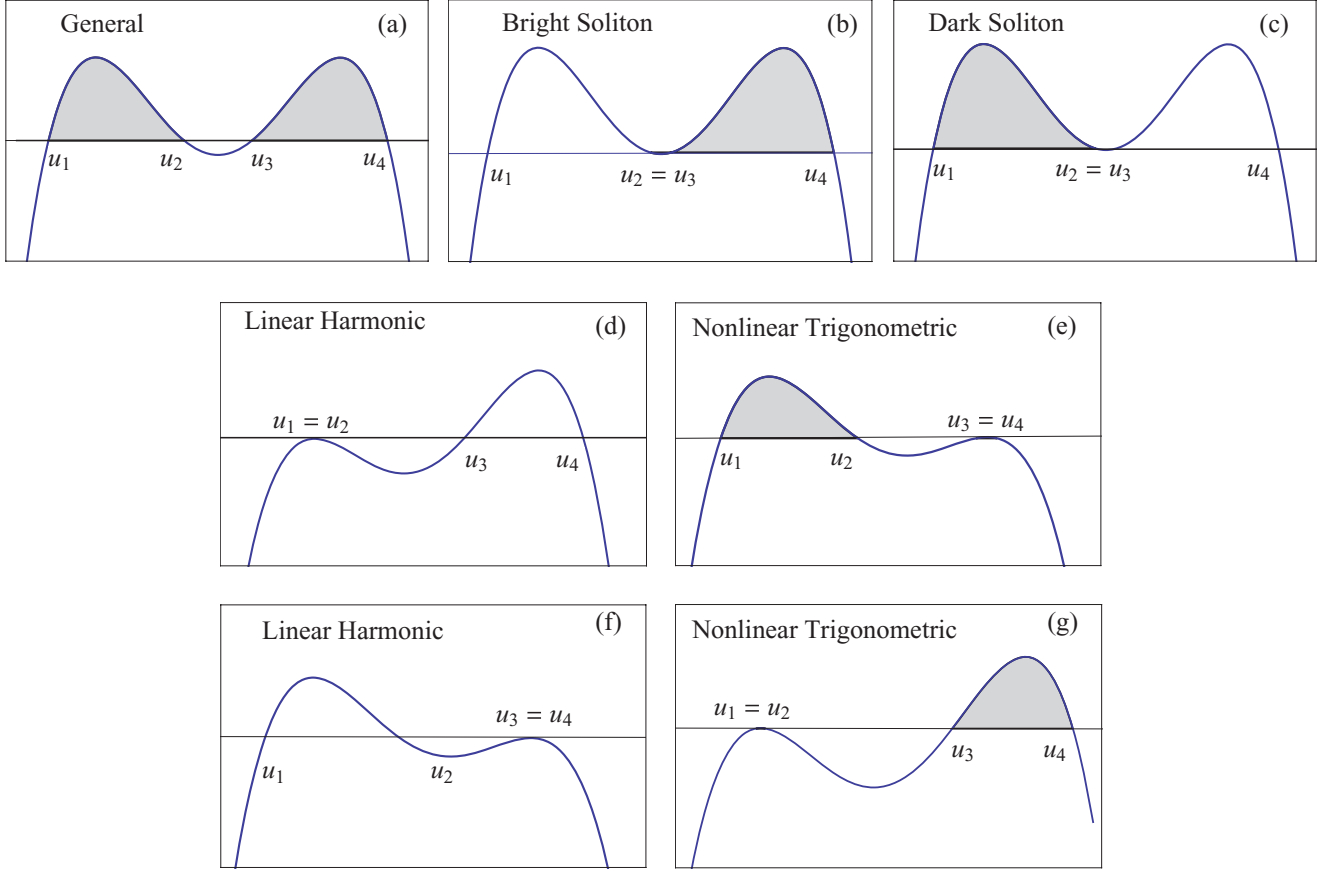 General (a)
u1 u2 u3 u4
Bright Soliton (b)
u1 u2 = u3 u4
Dark Soliton (c)
u1 u2 = u3 u4
Linear Harmonic (d)
u1 = u2
u3 u4
Nonlinear Trigonometric (e)
u3 = u4
u1 u2
Linear Harmonic (f)
u3 = u4
u1 u2
Nonlinear Trigonometric (g)
u1 = u2
u3 u4